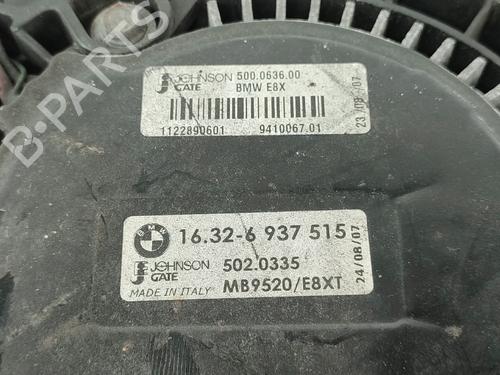 JOHNSON GATE
500.0636.00
BMW E8X
23/08/07
1122890601
9410067.01
BMW
16.32-6 937 515
JOHNSON GATE
502.0335
MADE IN ITALY
MB9520/E8XT
24/08/07
B-PARTS